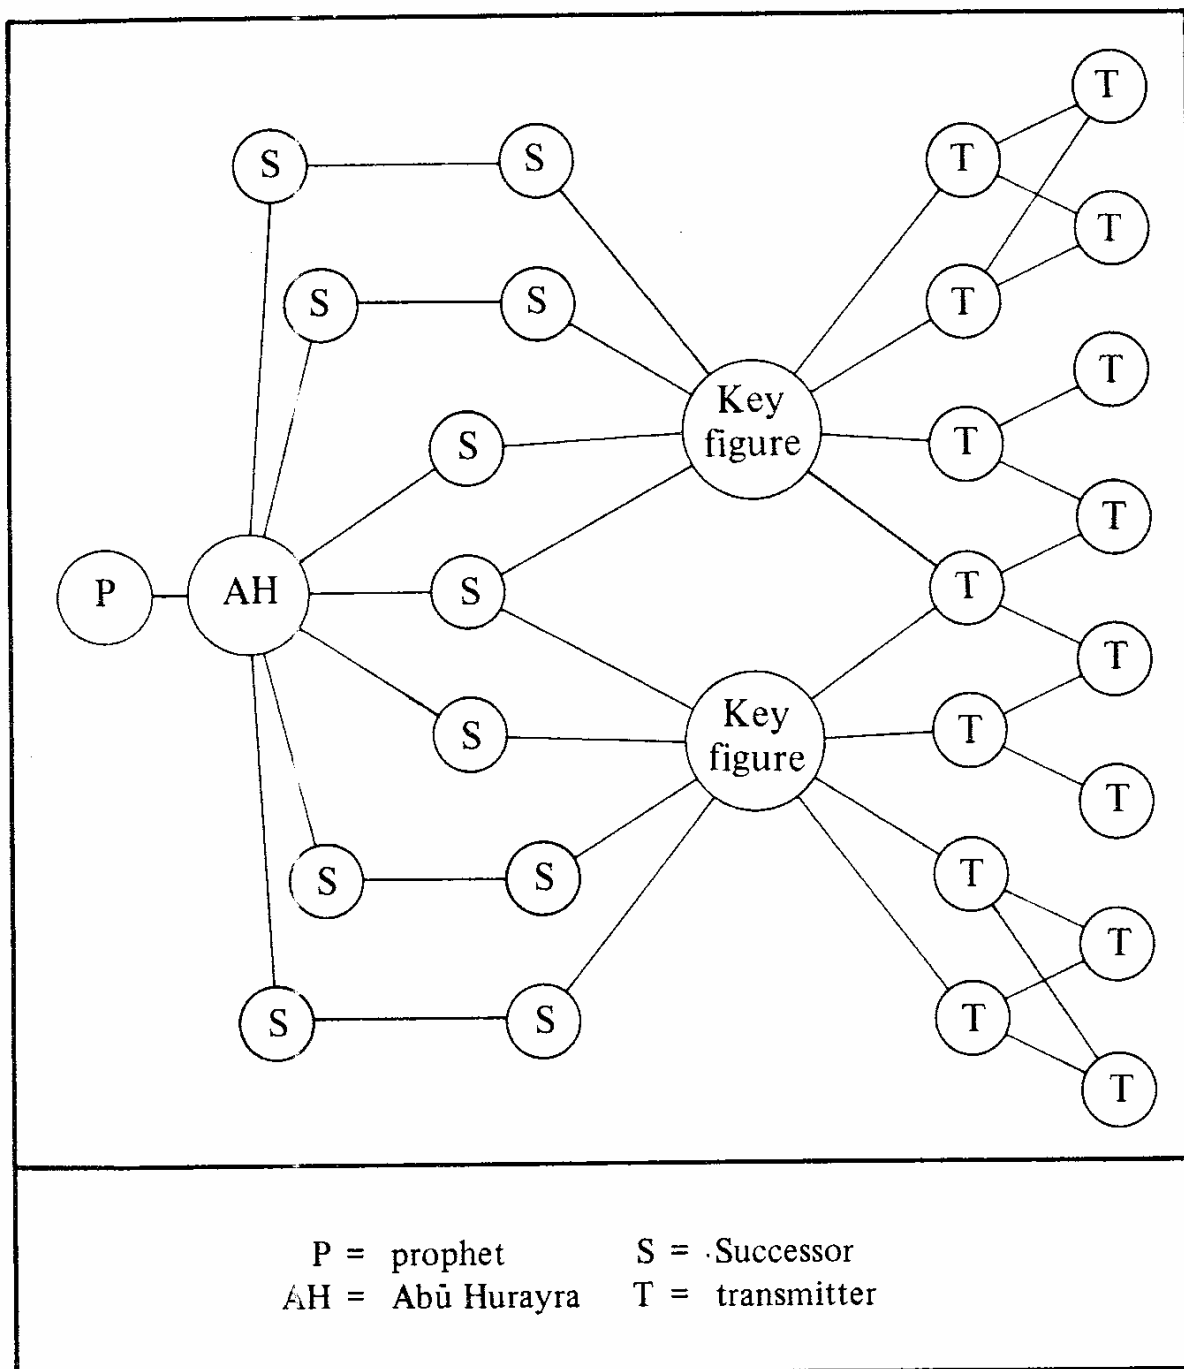 T
S S T
T
S S T
T
Key
S figure T
T
P AH S T
T
Key
S figure T
T
S S T
T
S S T
T
P = prophet S = Successor
AH = Abū Hurayra T = transmitter